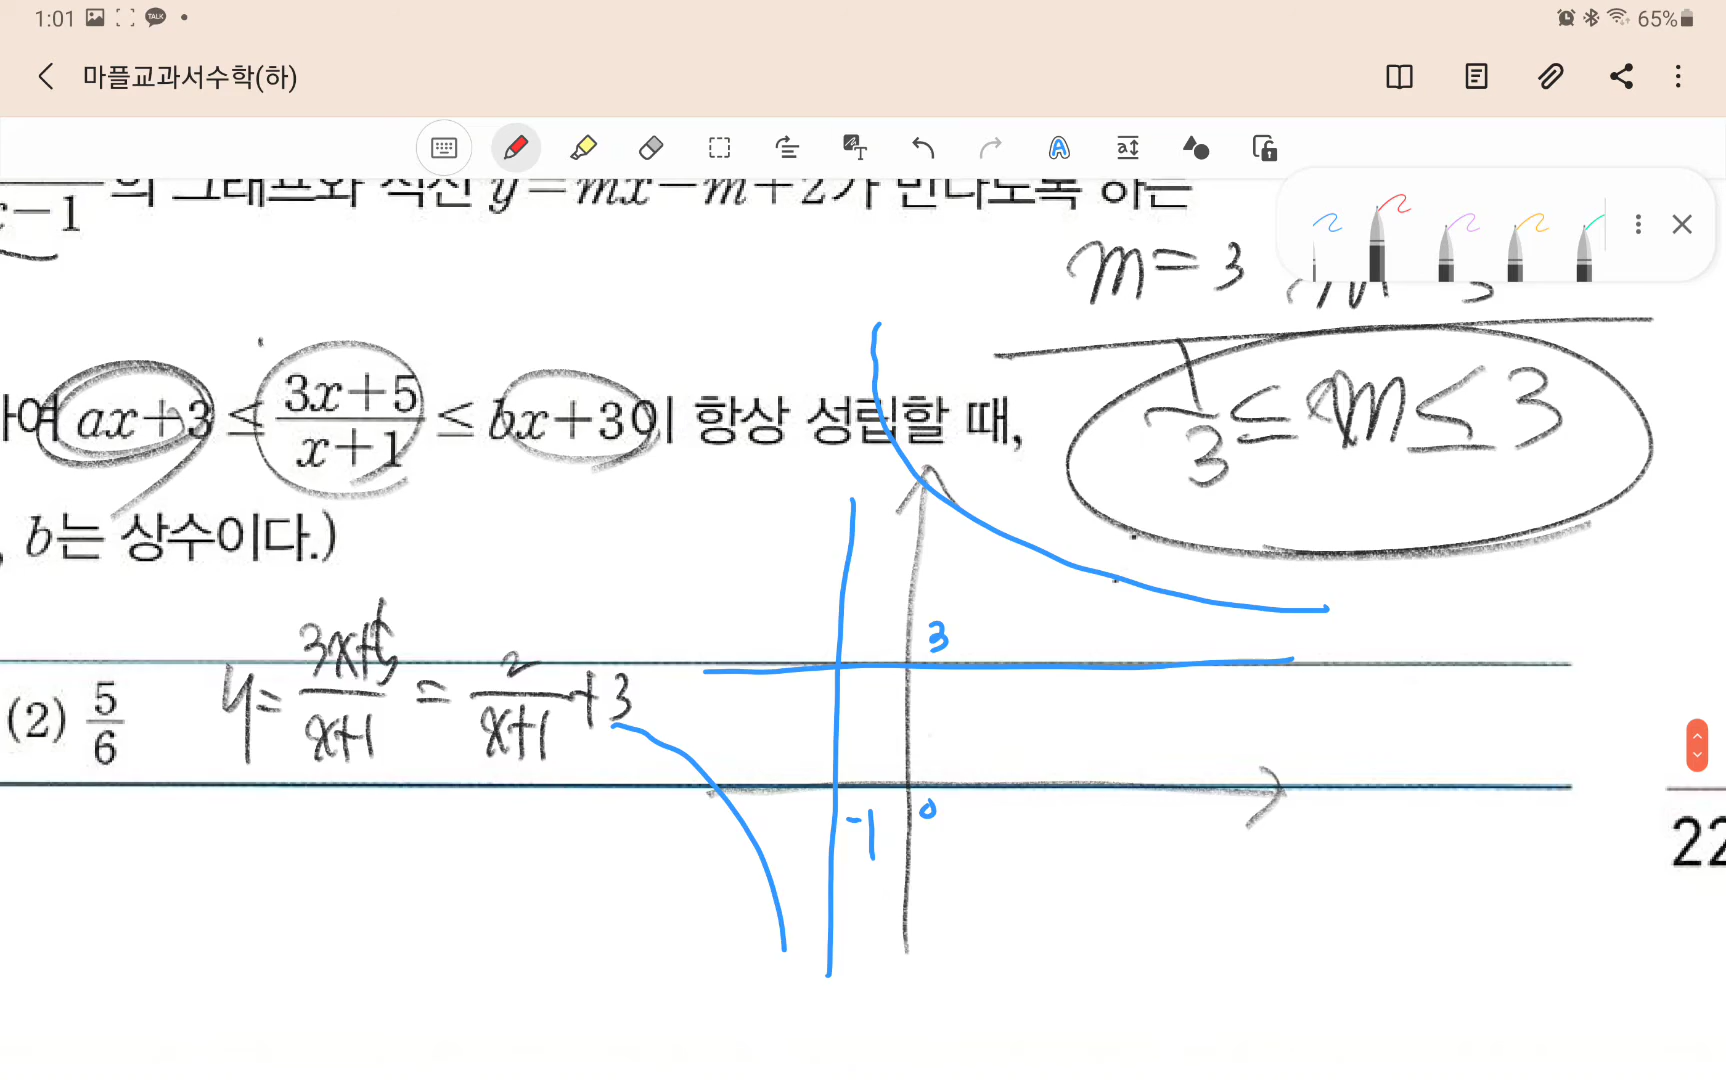 1:01 TALK 65%
마플교과서수학(하)
x-1 의 그래프와 직선 y=mx-m+2가 만나도록 하는
m=3
ax+3 ≤ 3x+5/x+1 ≤ bx+3이 항상 성립할 때,
1/3 ≤ m ≤ 3
, b는 상수이다.)
3
(2) 5/6 y= 3x+5/x+1 = 2/x+1 +3
-1 0
22